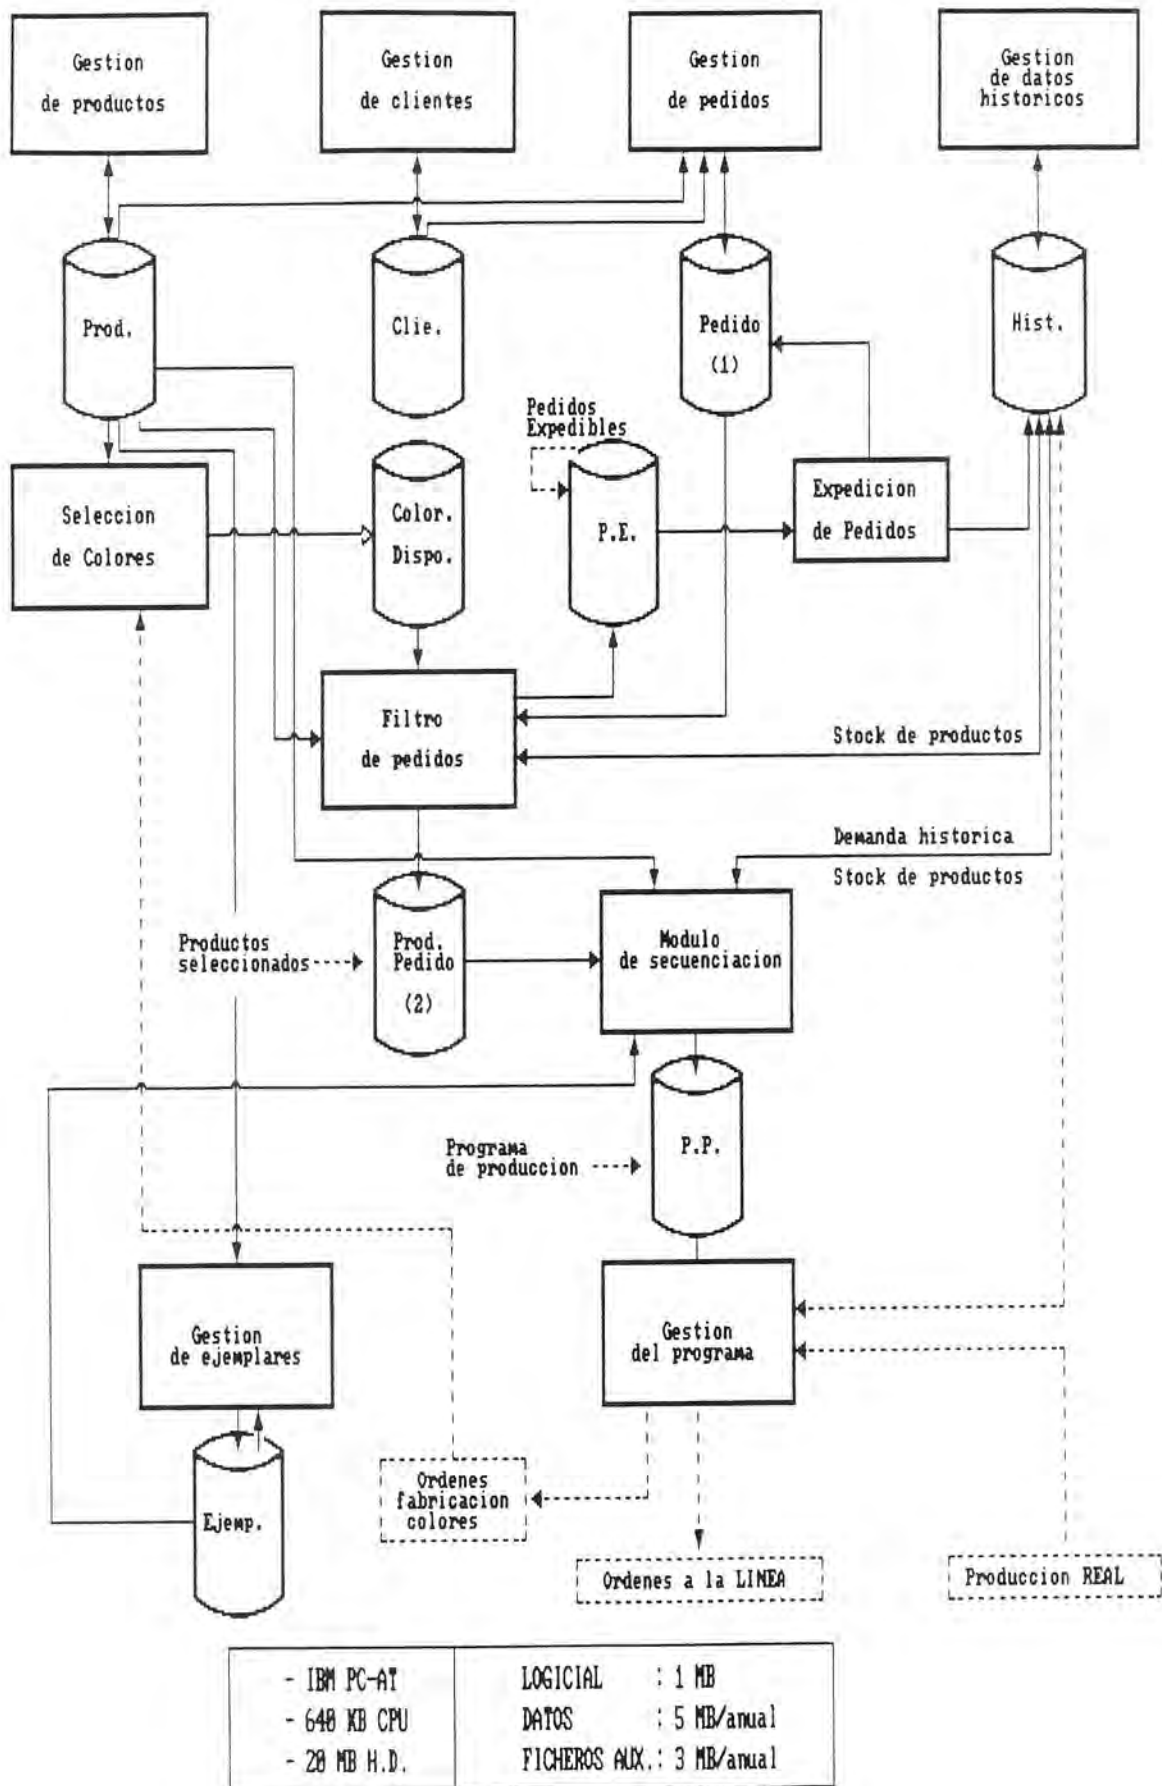 Gestion
de productos
Gestion
de clientes
Gestion
de pedidos
Gestion
de datos
historicos
Prod.
Clie.
Pedido
(1)
Hist.
Pedidos
Expedibles
Seleccion
de Colores
Color.
Dispo.
P.E.
Expedicion
de Pedidos
Filtro
de pedidos
Stock de productos
Demanda historica
Stock de productos
Productos
seleccionados
Prod.
Pedido
(2)
Modulo
de secuenciacion
Programa
de produccion
P.P.
Gestion
de ejemplares
Gestion
del programa
Ejemp.
Ordenes
fabricacion
colores
Ordenes a la LINEA
Produccion REAL
- IBM PC-AT
- 640 KB CPU
- 20 MB H.D.
LOGICIAL : 1 MB
DATOS : 5 MB/anual
FICHEROS AUX.: 3 MB/anual